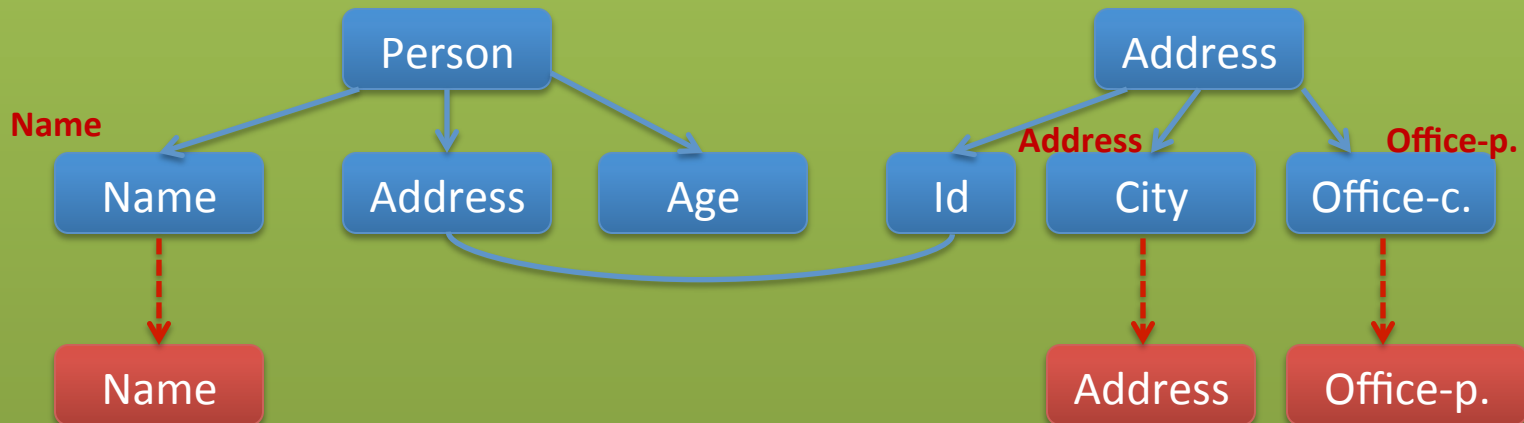 Person
Address
Name
Address
Office-p.
Name
Address
Age
Id
City
Office-c.
Name
Address
Office-p.